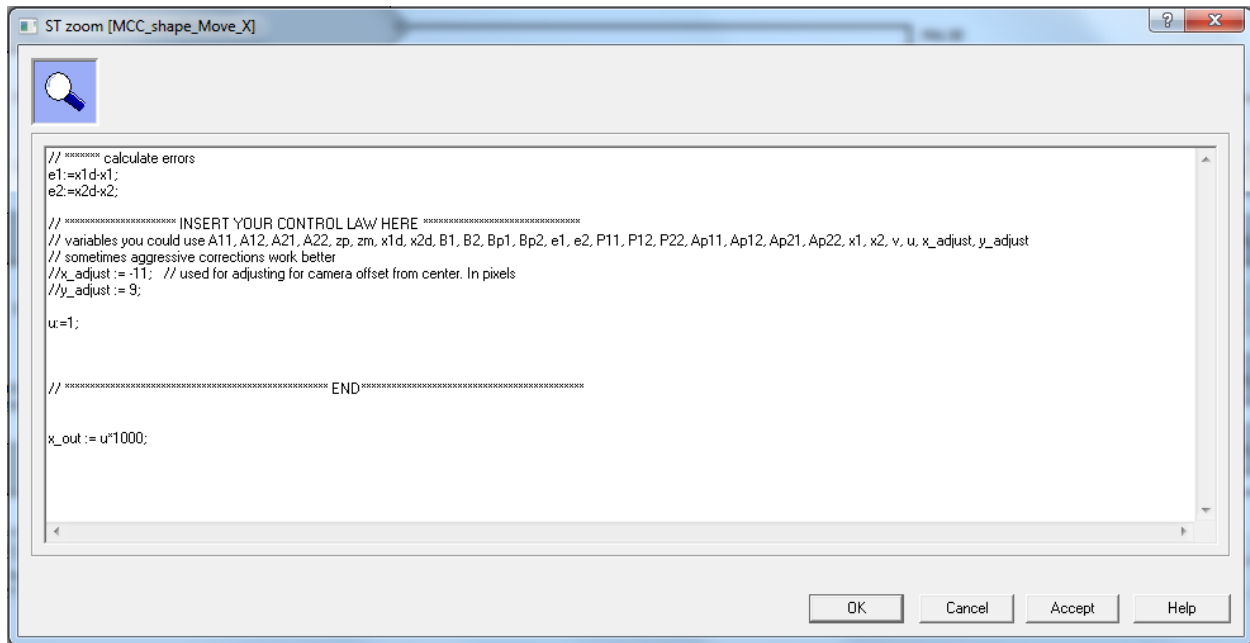 ST zoom [MCC_shape_Move_X]
// ******* calculate errors
e1:=x1d-x1;
e2:=x2d-x2;
// ********************** INSERT YOUR CONTROL LAW HERE *******************************
// variables you could use A11, A12, A21, A22, zp, zm, x1d, x2d, B1, B2, Bp1, Bp2, e1, e2, P11, P12, P22, Ap11, Ap12, Ap21, Ap22, x1, x2, v, u, x_adjust, y_adjust
// sometimes aggressive corrections work better
//x_adjust := -11;   // used for adjusting for camera offset from center. In pixels
//y_adjust := 9;
u:=1;
// **************************************************** END********************************************
x_out := u*1000;
OK Cancel Accept Help